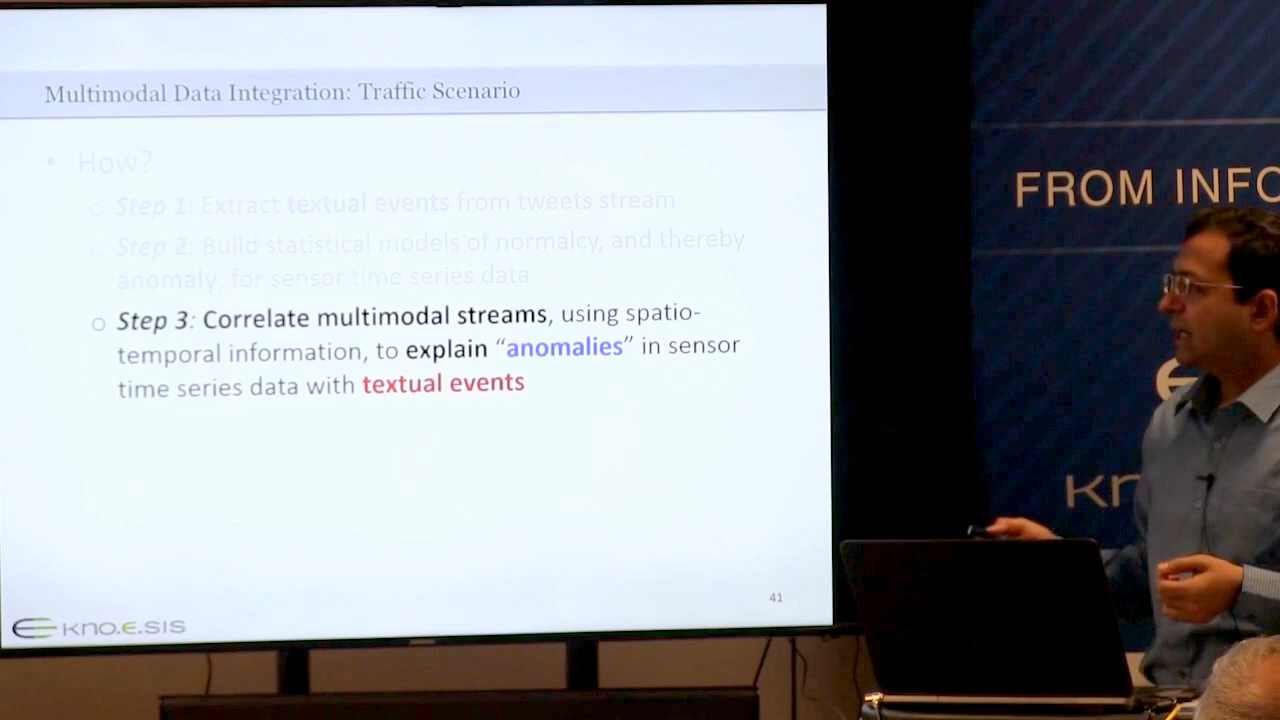 Multimodal Data Integration: Traffic Scenario
• How?
○ Step 1: Extract textual events from tweets stream
○ Step 2: Build statistical models of normalcy, and thereby
anomaly, for sensor time series data
○ Step 3: Correlate multimodal streams, using spatio-
temporal information, to explain “anomalies” in sensor
time series data with textual events
41
kno.e.sis
FROM INFO
kn